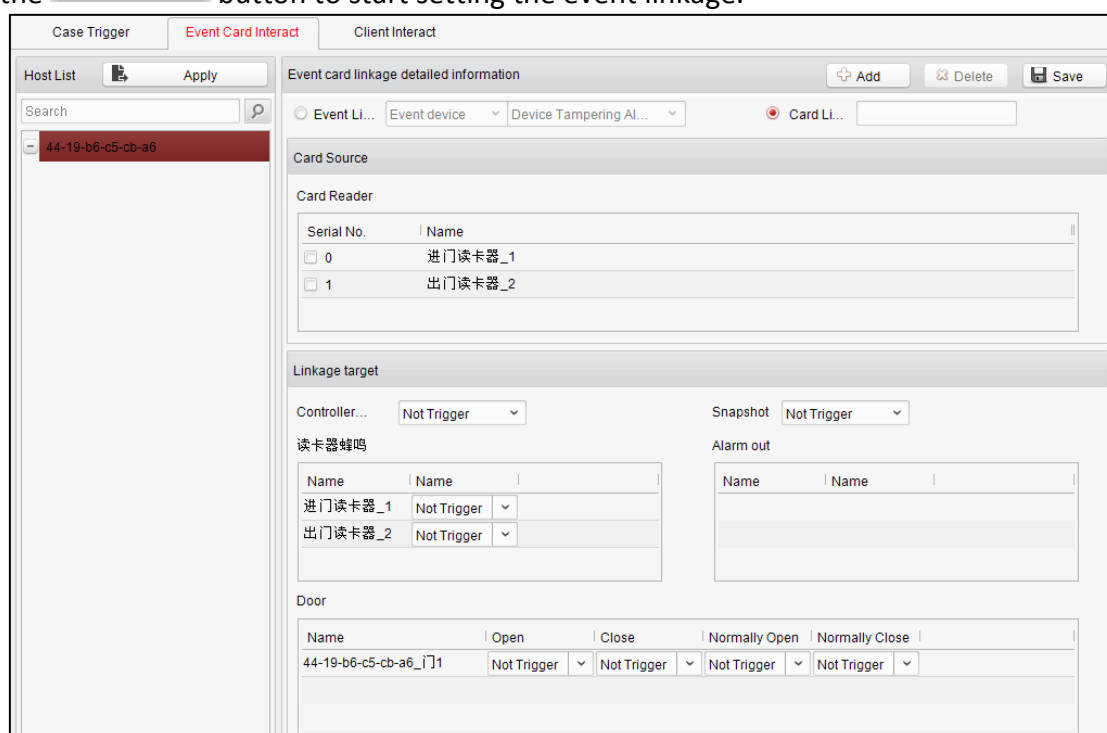 the button to start setting the event linkage.
Case Trigger Event Card Interact Client Interact
Host List Apply
Search
44-19-b6-c5-cb-a6
Event card linkage detailed information Add Delete Save
Event Li... Event device Device Tampering Al... Card Li...
Card Source
Card Reader
Serial No. Name
0 进门读卡器_1
1 出门读卡器_2
Linkage target
Controller... Not Trigger Snapshot Not Trigger
读卡器蜂鸣 Alarm out
Name Name Name Name
进门读卡器_1 Not Trigger
出门读卡器_2 Not Trigger
Door
Name Open Close Normally Open Normally Close
44-19-b6-c5-cb-a6_门1 Not Trigger Not Trigger Not Trigger Not Trigger